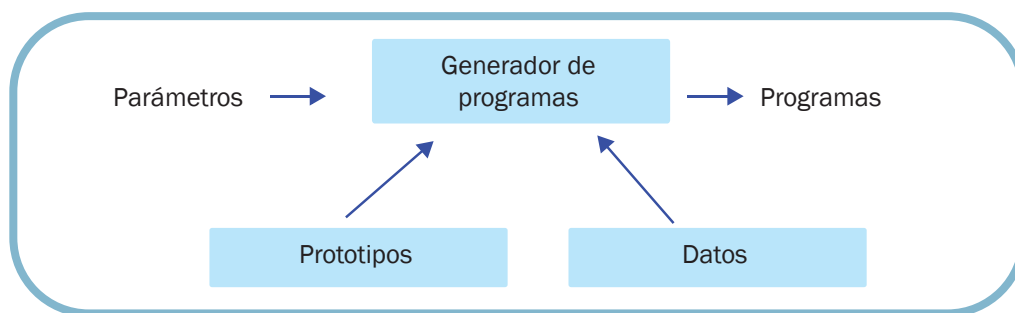 Parámetros
Generador de
programas
Programas
Prototipos
Datos